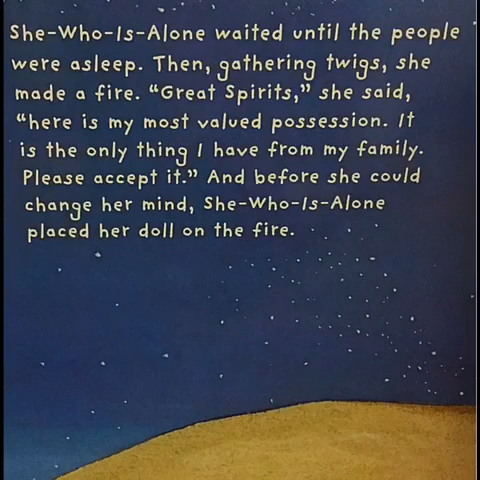 She-Who-Is-Alone waited until the people
were asleep. Then, gathering twigs, she
made a fire. “Great Spirits,” she said,
“here is my most valued possession. It
is the only thing I have from my family.
Please accept it.” And before she could
change her mind, She-Who-Is-Alone
placed her doll on the fire.